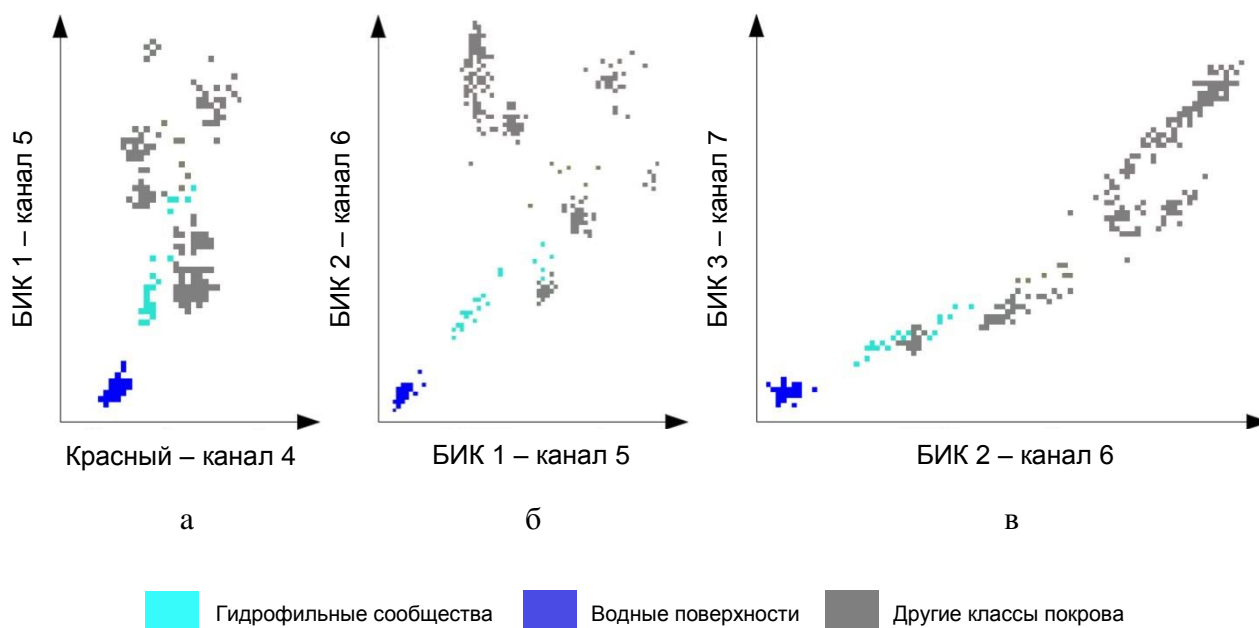 БИК 1 – канал 5
Красный – канал 4
а
БИК 2 – канал 6
БИК 1 – канал 5
б
БИК 3 – канал 7
БИК 2 – канал 6
в
Гидрофильные сообщества
Водные поверхности
Другие классы покрова